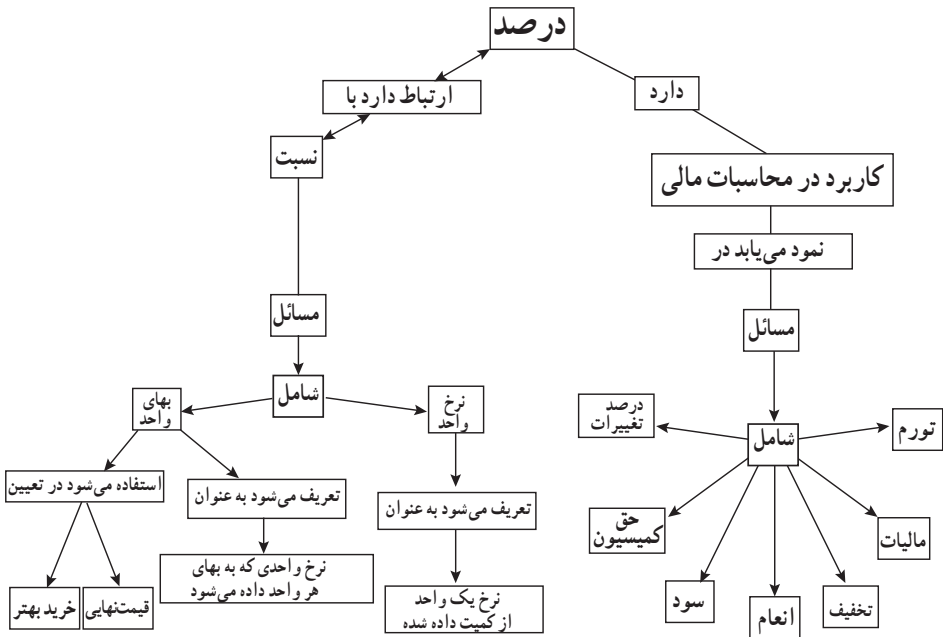 درصد
دارد
ارتباط دارد با
نسبت
کاربرد در محاسبات مالی
نمود می‌یابد در
مسائل
مسائل
شامل
نرخ
واحد
بهای
واحد
درصد
تغییرات
تورم
شامل
استفاده می‌شود در تعیین
تعریف می‌شود به عنوان
تعریف می‌شود به عنوان
حق
کمیسیون
مالیات
نرخ واحدی که به بهای
هر واحد داده می‌شود
خرید بهتر
قیمت‌نهایی
نرخ یک واحد
از کمیت داده شده
سود
انعام
تخفیف